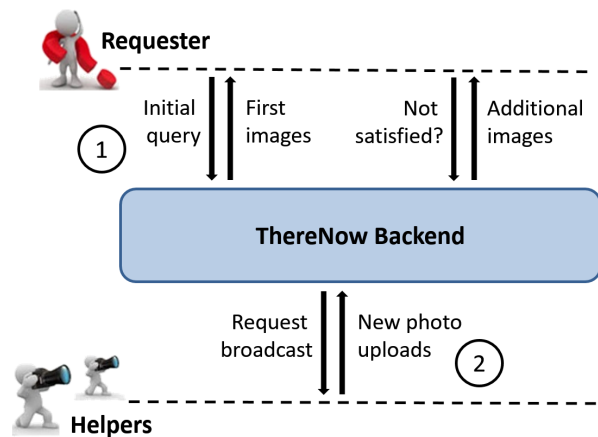 Requester
Initial
query
First
images
Not
satisfied?
Additional
images
1
ThereNow Backend
Request
broadcast
New photo
uploads
2
Helpers